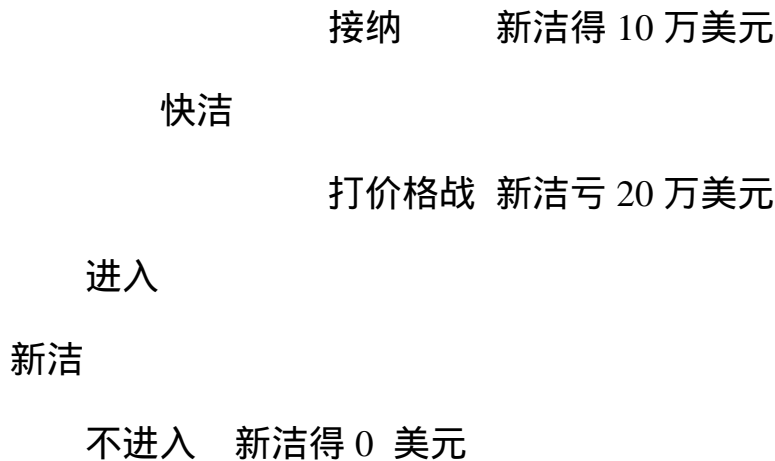 接纳 新洁得 10 万美元
快洁
打价格战 新洁亏 20 万美元
进入
新洁
不进入 新洁得 0 美元